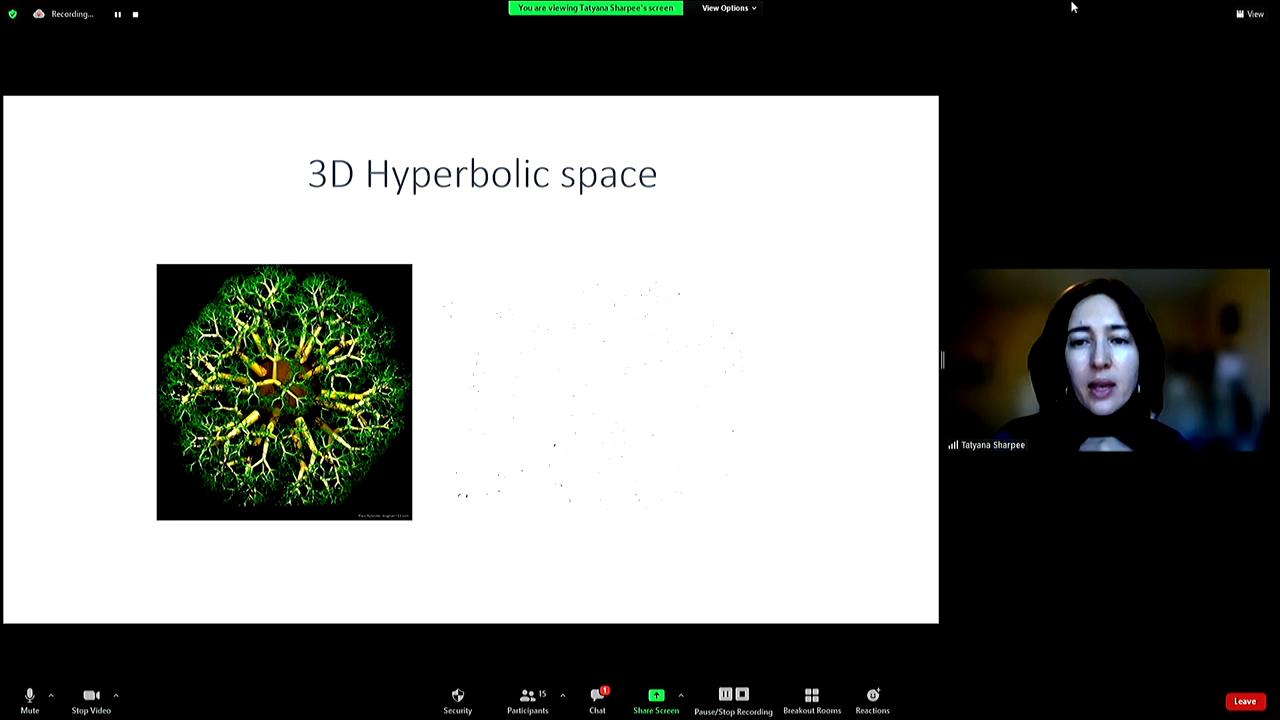 Recording...
You are viewing Tatyana Sharpee's screen
View Options
View
3D Hyperbolic space
Tatyana Sharpee
Mute
Stop Video
Security
15
Participants
1
Chat
Share Screen
Pause/Stop Recording
Breakout Rooms
Reactions
Leave